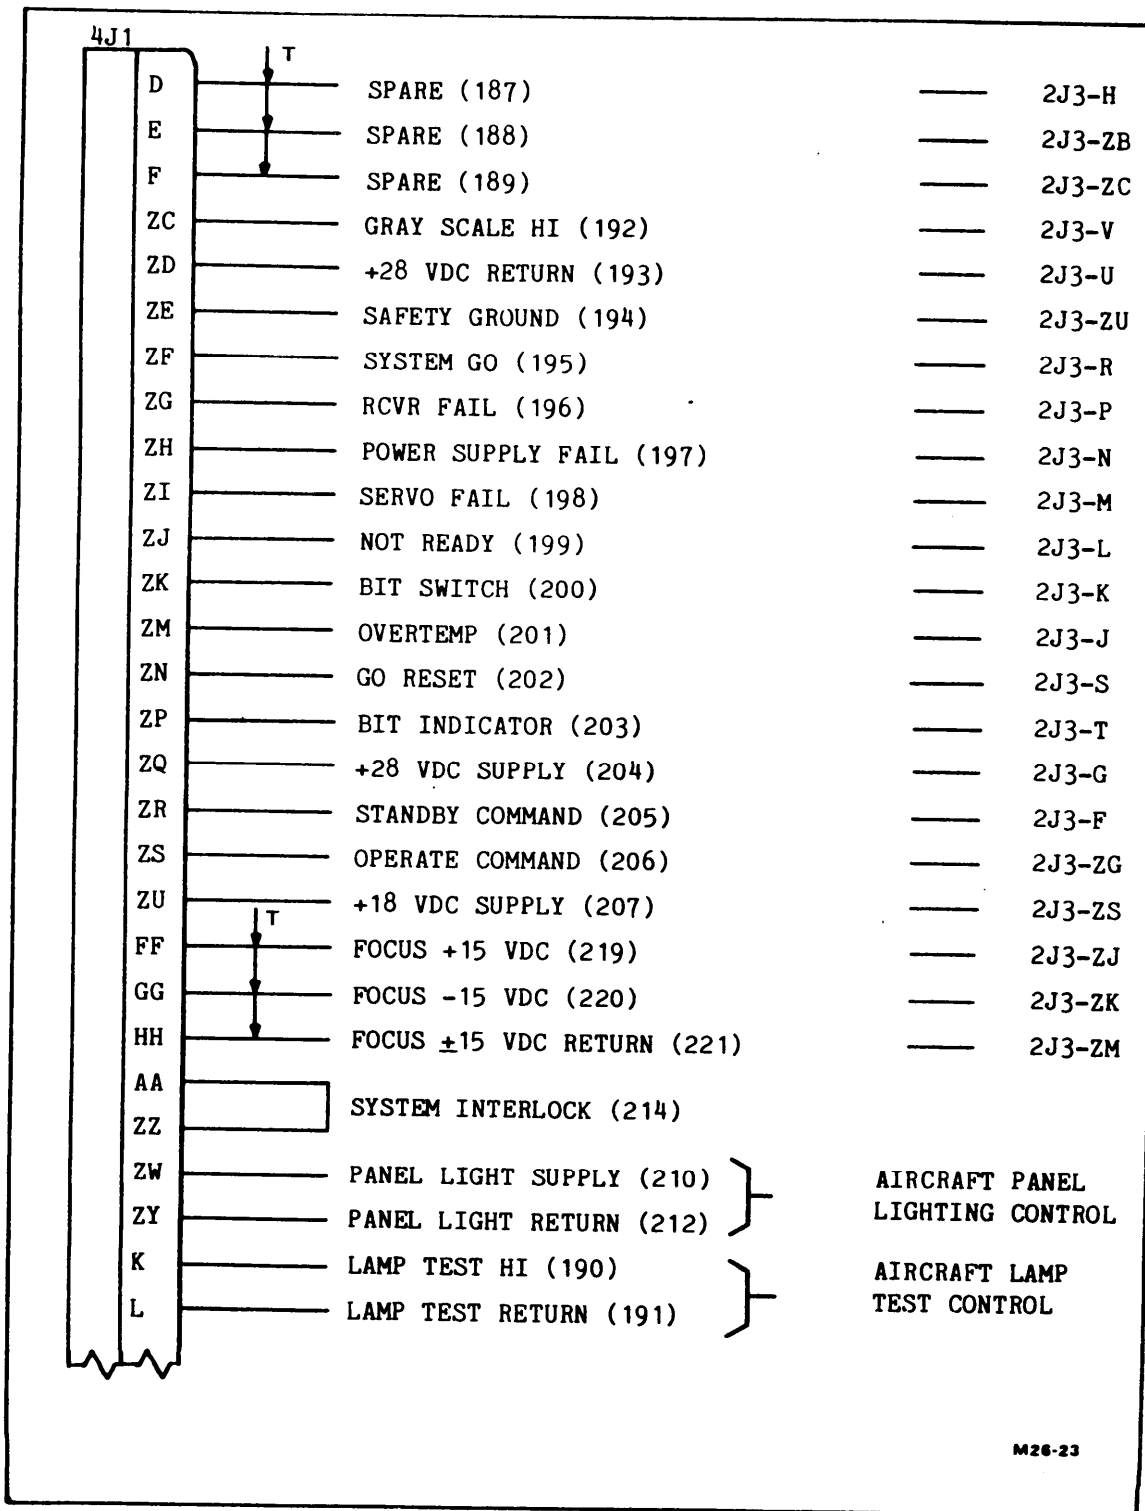 4J1
T
D SPARE (187) 2J3-H
E SPARE (188) 2J3-ZB
F SPARE (189) 2J3-ZC
ZC GRAY SCALE HI (192) 2J3-V
ZD +28 VDC RETURN (193) 2J3-U
ZE SAFETY GROUND (194) 2J3-ZU
ZF SYSTEM GO (195) 2J3-R
ZG RCVR FAIL (196) 2J3-P
ZH POWER SUPPLY FAIL (197) 2J3-N
ZI SERVO FAIL (198) 2J3-M
ZJ NOT READY (199) 2J3-L
ZK BIT SWITCH (200) 2J3-K
ZM OVERTEMP (201) 2J3-J
ZN GO RESET (202) 2J3-S
ZP BIT INDICATOR (203) 2J3-T
ZQ +28 VDC SUPPLY (204) 2J3-G
ZR STANDBY COMMAND (205) 2J3-F
ZS OPERATE COMMAND (206) 2J3-ZG
ZU +18 VDC SUPPLY (207) 2J3-ZS
T
FF FOCUS +15 VDC (219) 2J3-ZJ
GG FOCUS -15 VDC (220) 2J3-ZK
HH FOCUS ±15 VDC RETURN (221) 2J3-ZM
AA
SYSTEM INTERLOCK (214)
ZZ
ZW PANEL LIGHT SUPPLY (210) AIRCRAFT PANEL
ZY PANEL LIGHT RETURN (212) LIGHTING CONTROL
K LAMP TEST HI (190) AIRCRAFT LAMP
L LAMP TEST RETURN (191) TEST CONTROL
M26-23